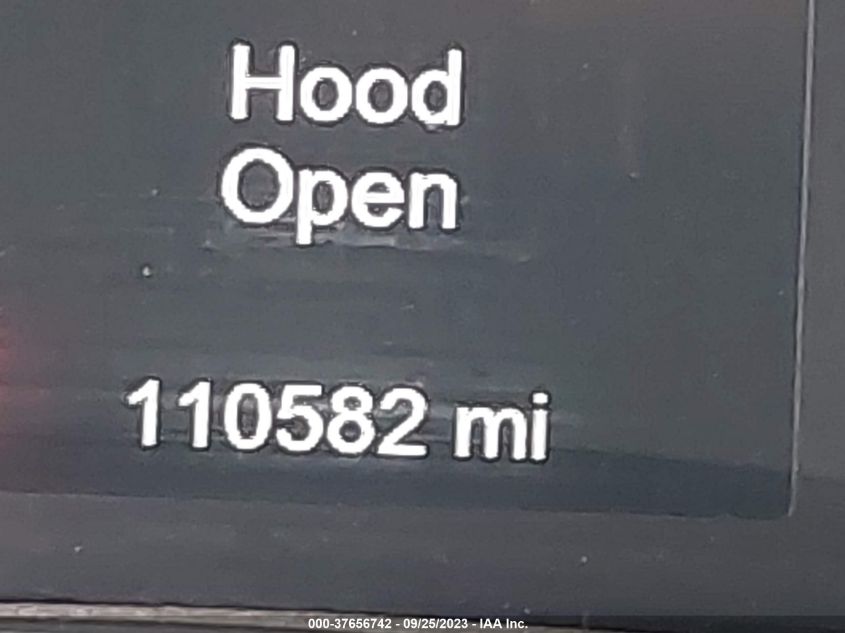 Hood
Open
110582 mi
000-37656742 - 09/25/2023 - IAA Inc.